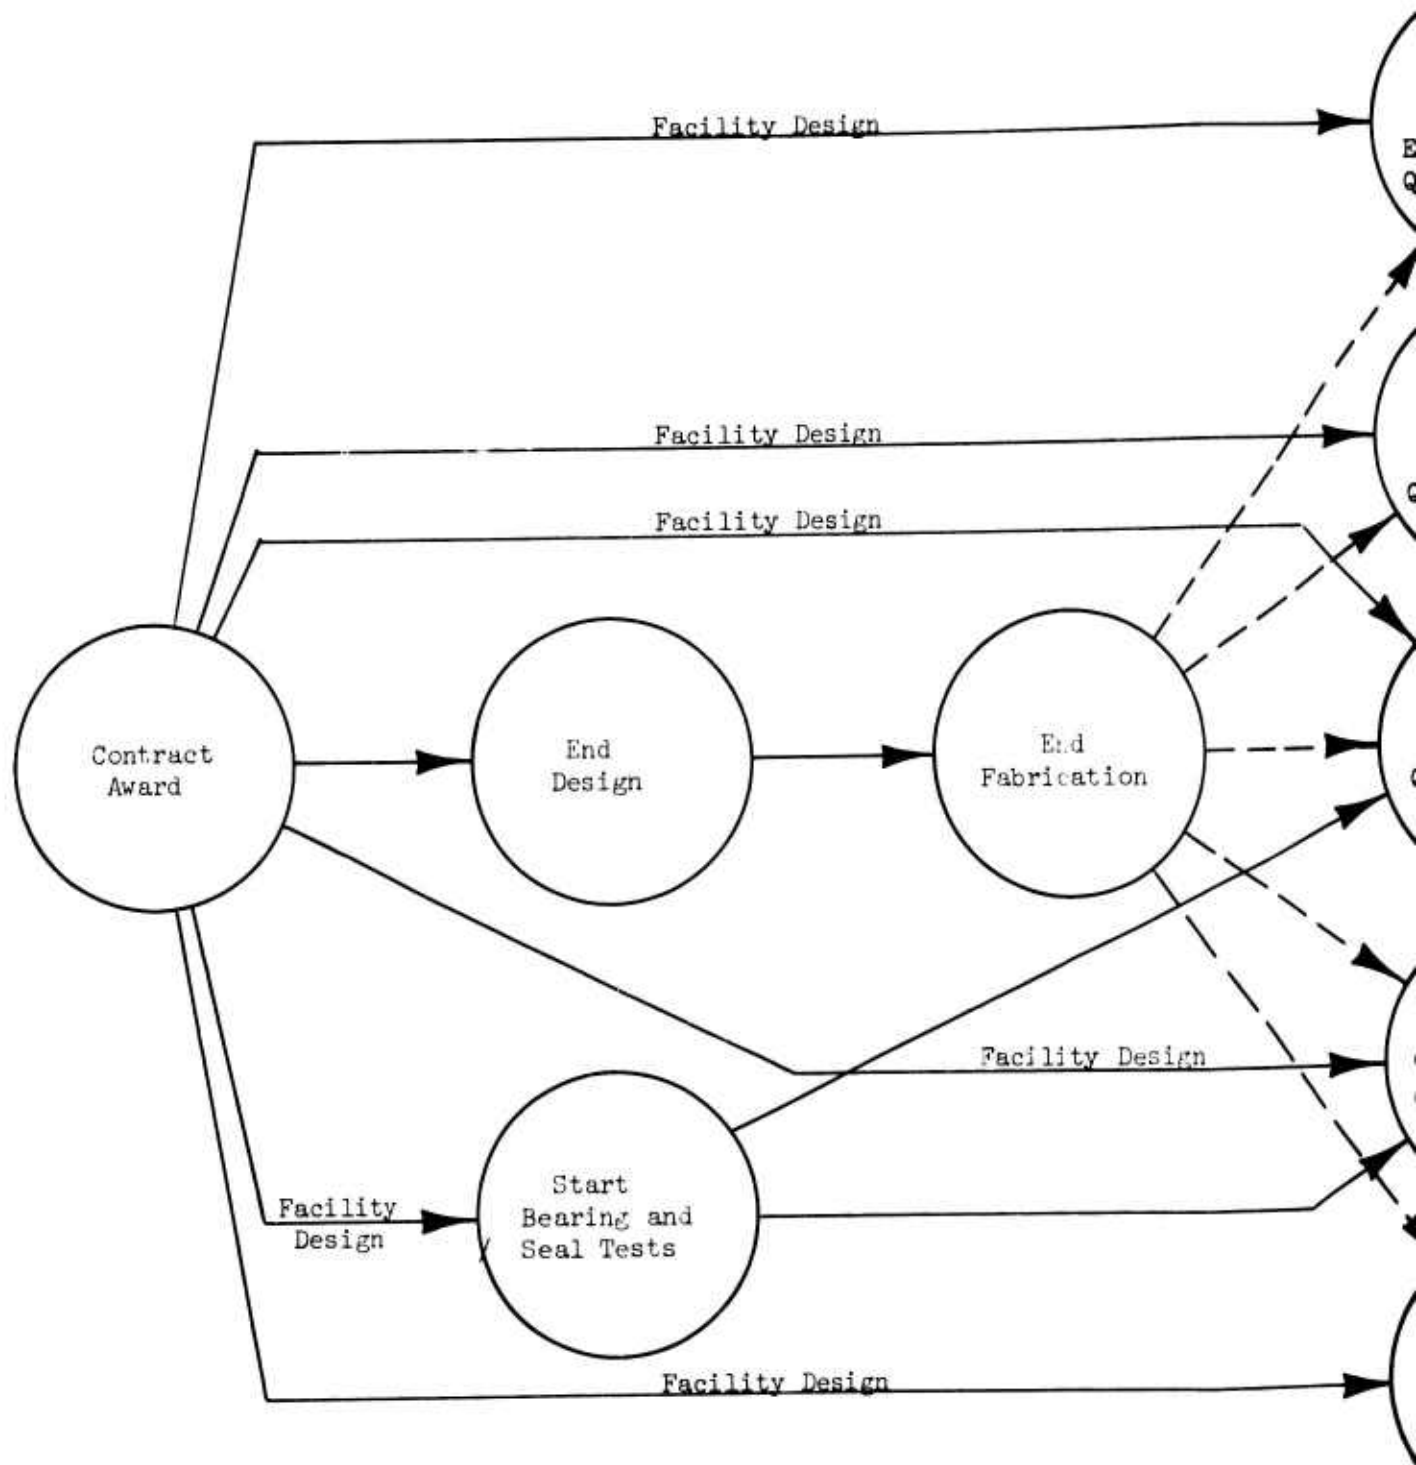 Facility Design
E
Q
Facility Design
Q
Facility Design
Contract
Award
End
Design
End
Fabrication
Facility Design
Start
Bearing and
Seal Tests
Facility
Design
Facility Design